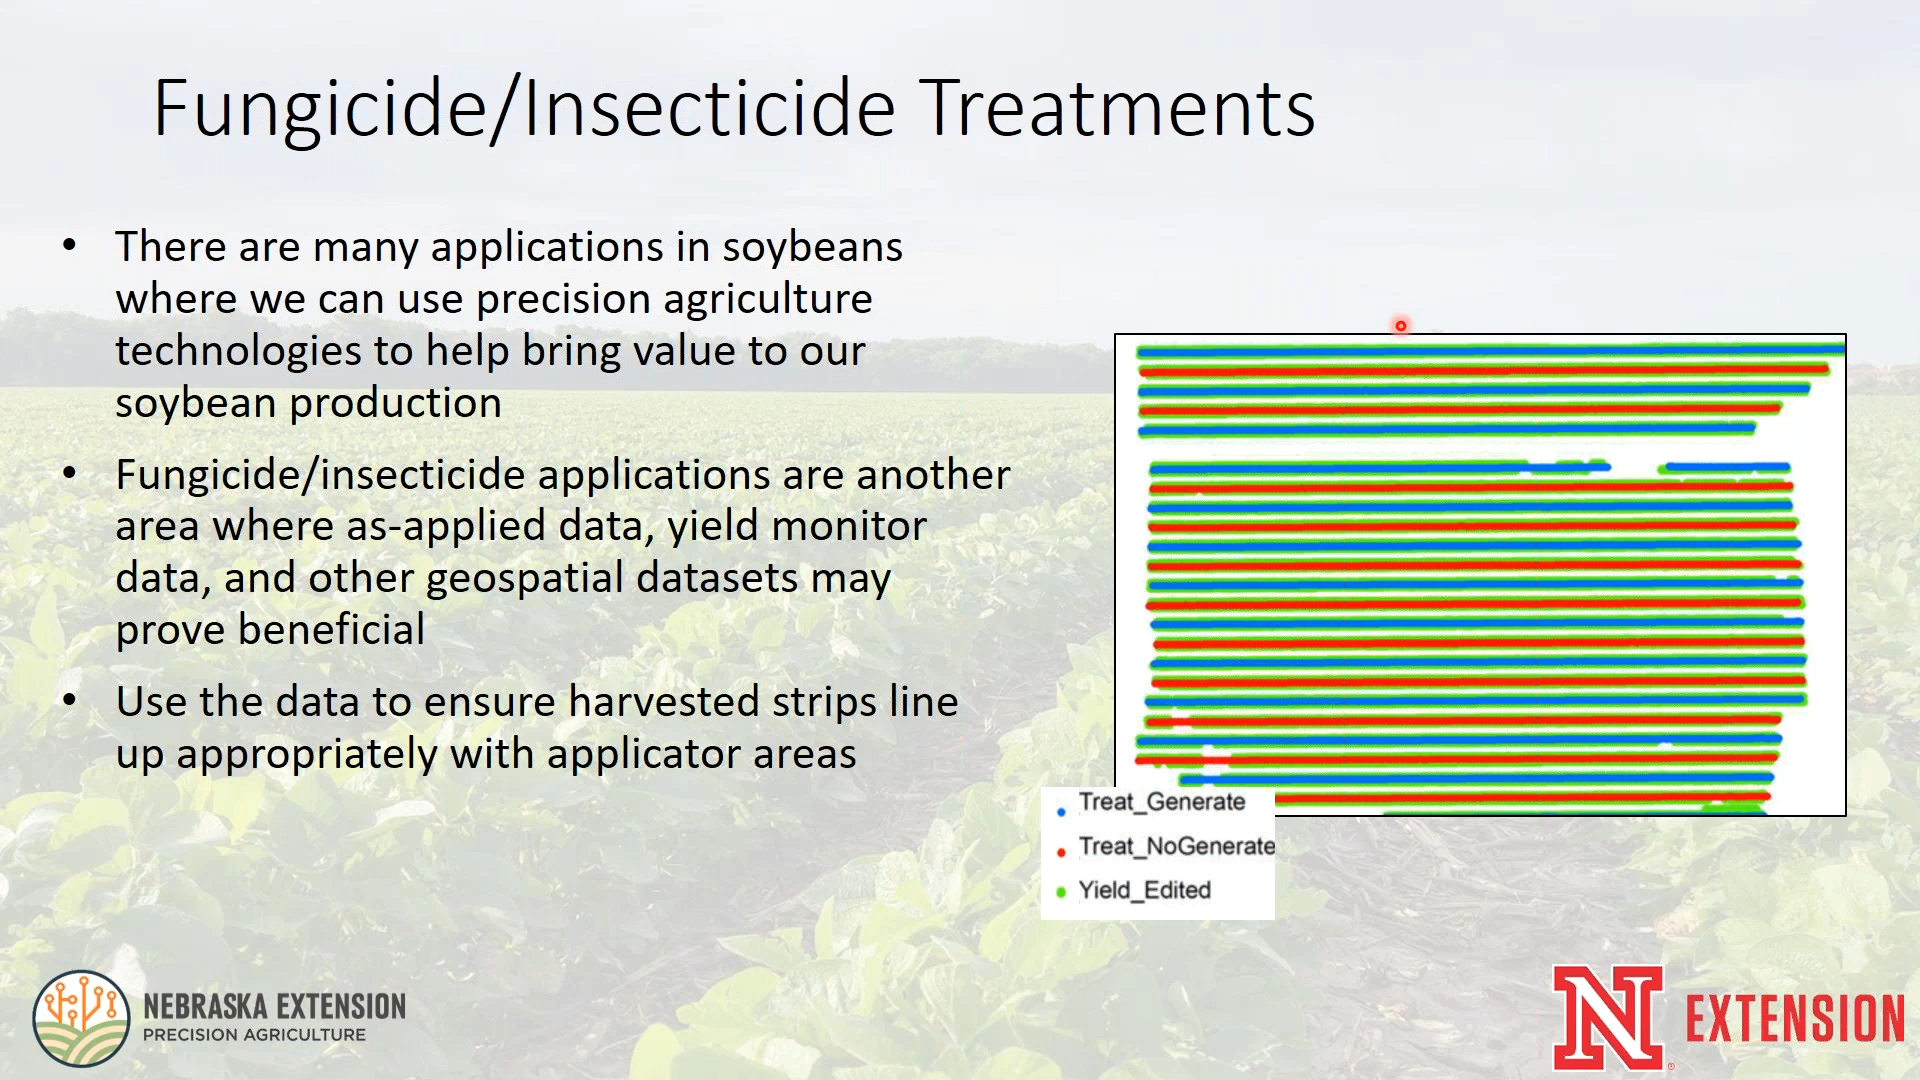 Fungicide/Insecticide Treatments
• There are many applications in soybeans
where we can use precision agriculture
technologies to help bring value to our
soybean production
• Fungicide/insecticide applications are another
area where as-applied data, yield monitor
data, and other geospatial datasets may
prove beneficial
• Use the data to ensure harvested strips line
up appropriately with applicator areas
Treat_Generate
Treat_NoGenerate
Yield_Edited
NEBRASKA EXTENSION
PRECISION AGRICULTURE
N EXTENSION
®